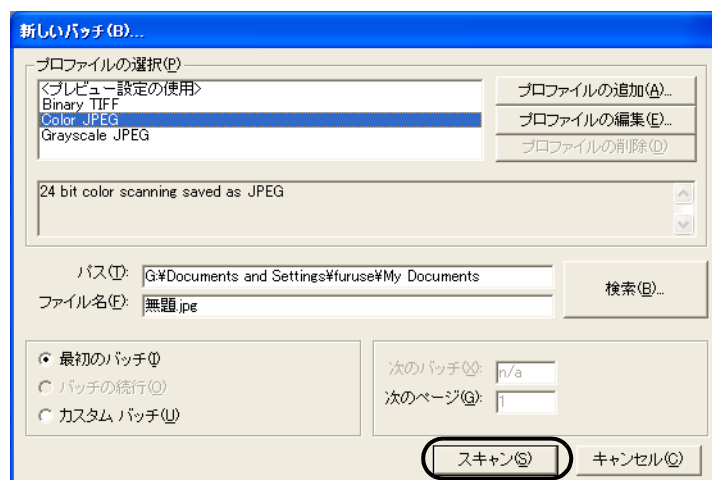 新しいバッチ(B)...
プロファイルの選択(P)
<プレビュー設定の使用>
Binary TIFF
Color JPEG
Grayscale JPEG
プロファイルの追加(A)...
プロファイルの編集(E)...
プロファイルの削除(D)
24 bit color scanning saved as JPEG
パス(T): G:¥Documents and Settings¥furuse¥My Documents
ファイル名(F): 無題.jpg
検索(B)...
最初のバッチ(I)
バッチの続行(O)
カスタム バッチ(U)
次のバッチ(X): n/a
次のページ(G): 1
スキャン(S)
キャンセル(C)